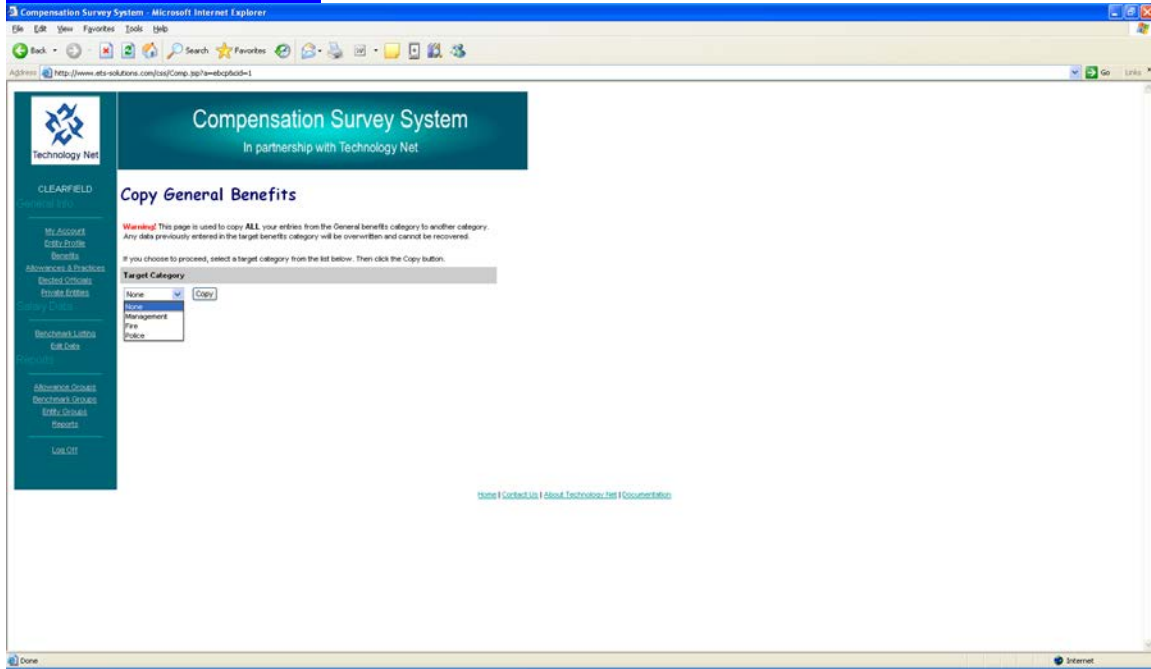 Compensation Survey System - Microsoft Internet Explorer
File Edit View Favorites Tools Help
Back Search Favorites
Address http://www.ets-solutions.com/css/Comp.jsp?a=ebcp&cid=1 Go Links
Technology Net
Compensation Survey System
In partnership with Technology Net
CLEARFIELD
General Info
My Account
Entity Profile
Benefits
Allowances & Practices
Elected Officials
Private Entities
Survey Data
Benchmark Listing
Edit Data
Reports
Allowance Groups
Benchmark Groups
Entity Groups
Reports
Log Off
Copy General Benefits
Warning! This page is used to copy ALL your entries from the General benefits category to another category.
Any data previously entered in the target benefits category will be overwritten and cannot be recovered.
If you choose to proceed, select a target category from the list below. Then click the Copy button.
Target Category
None Copy
None
Management
Fire
Police
Home | Contact Us | About Technology Net | Documentation
Done Internet